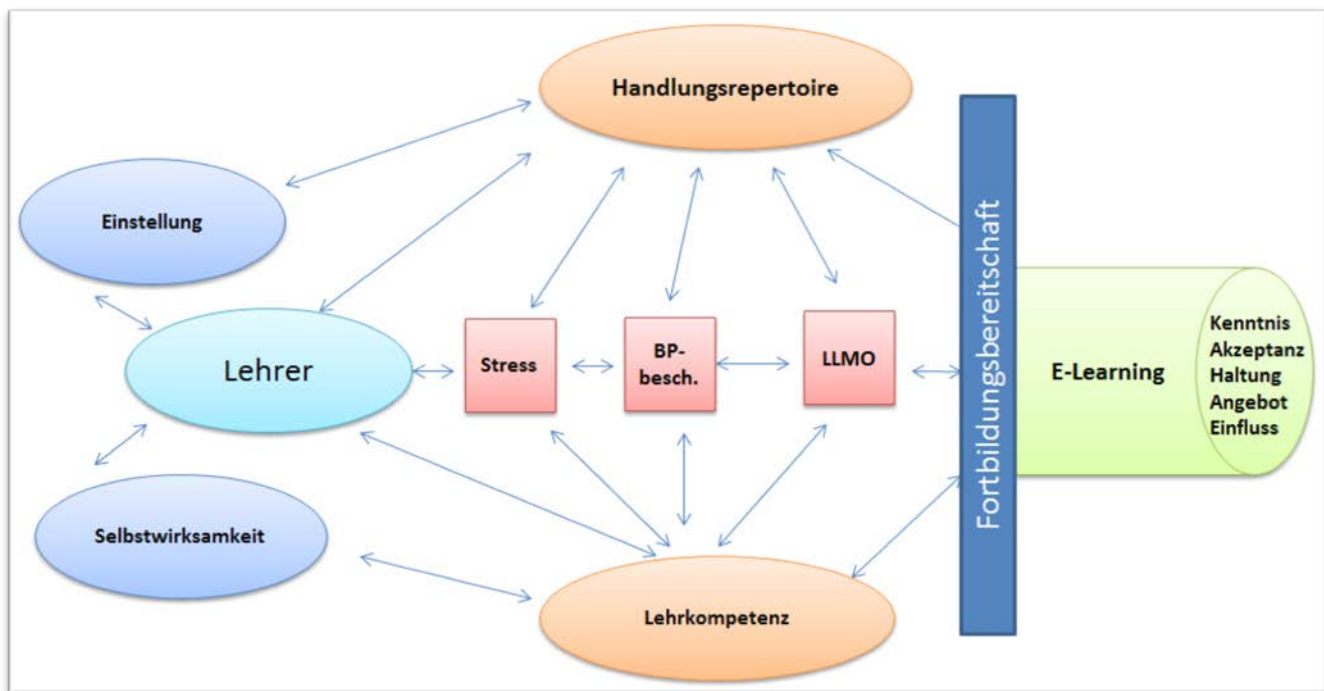 Handlungsrepertoire
Einstellung
Lehrer
Stress
BP-
besch.
LLMO
Fortbildungsbereitschaft
E-Learning
Kenntnis
Akzeptanz
Haltung
Angebot
Einfluss
Selbstwirksamkeit
Lehrkompetenz